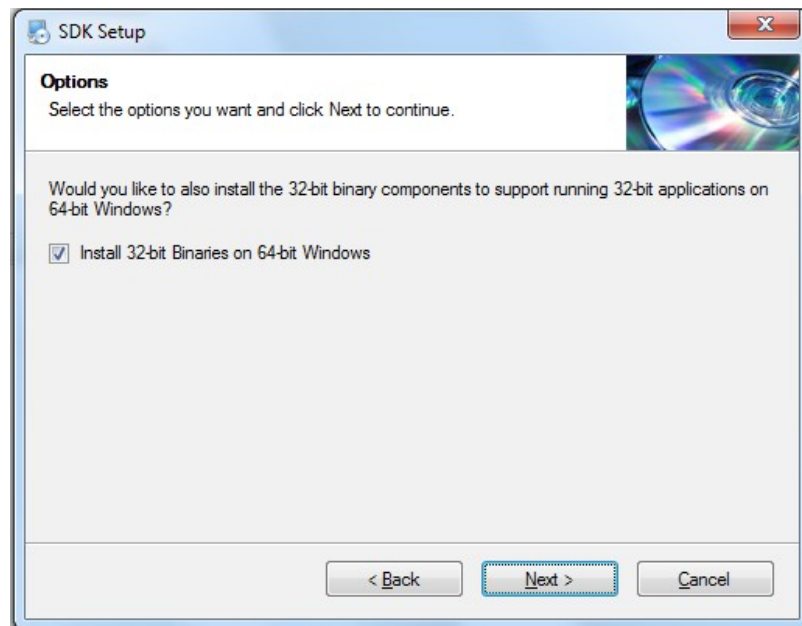 SDK Setup
Options
Select the options you want and click Next to continue.
Would you like to also install the 32-bit binary components to support running 32-bit applications on
64-bit Windows?
Install 32-bit Binaries on 64-bit Windows
< Back Next > Cancel